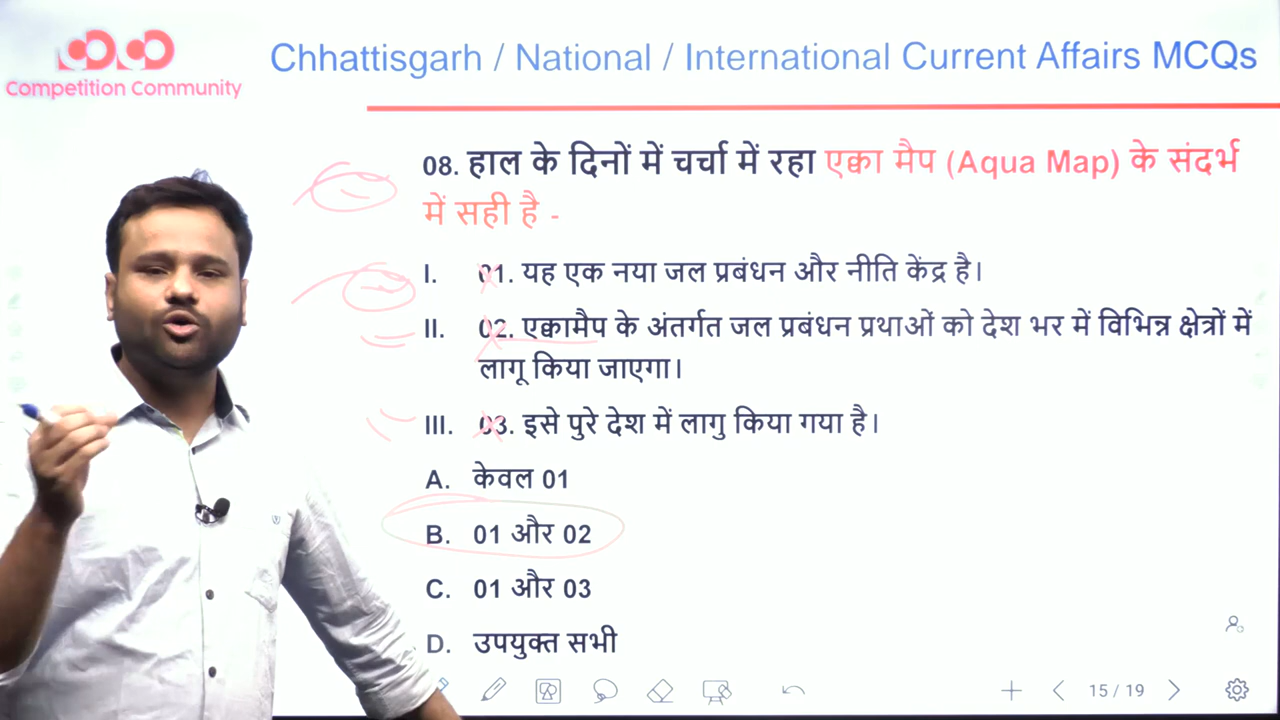 Competition Community
Chhattisgarh / National / International Current Affairs MCQs
08. हाल के दिनों में चर्चा में रहा एक्वा मैप (Aqua Map) के संदर्भ
में सही है -
I. 01. यह एक नया जल प्रबंधन और नीति केंद्र है।
II. 02. एक्वामैप के अंतर्गत जल प्रबंधन प्रथाओं को देश भर में विभिन्न क्षेत्रों में
लागू किया जाएगा।
III. 03. इसे पुरे देश में लागु किया गया है।
A. केवल 01
B. 01 और 02
C. 01 और 03
D. उपयुक्त सभी
15 / 19